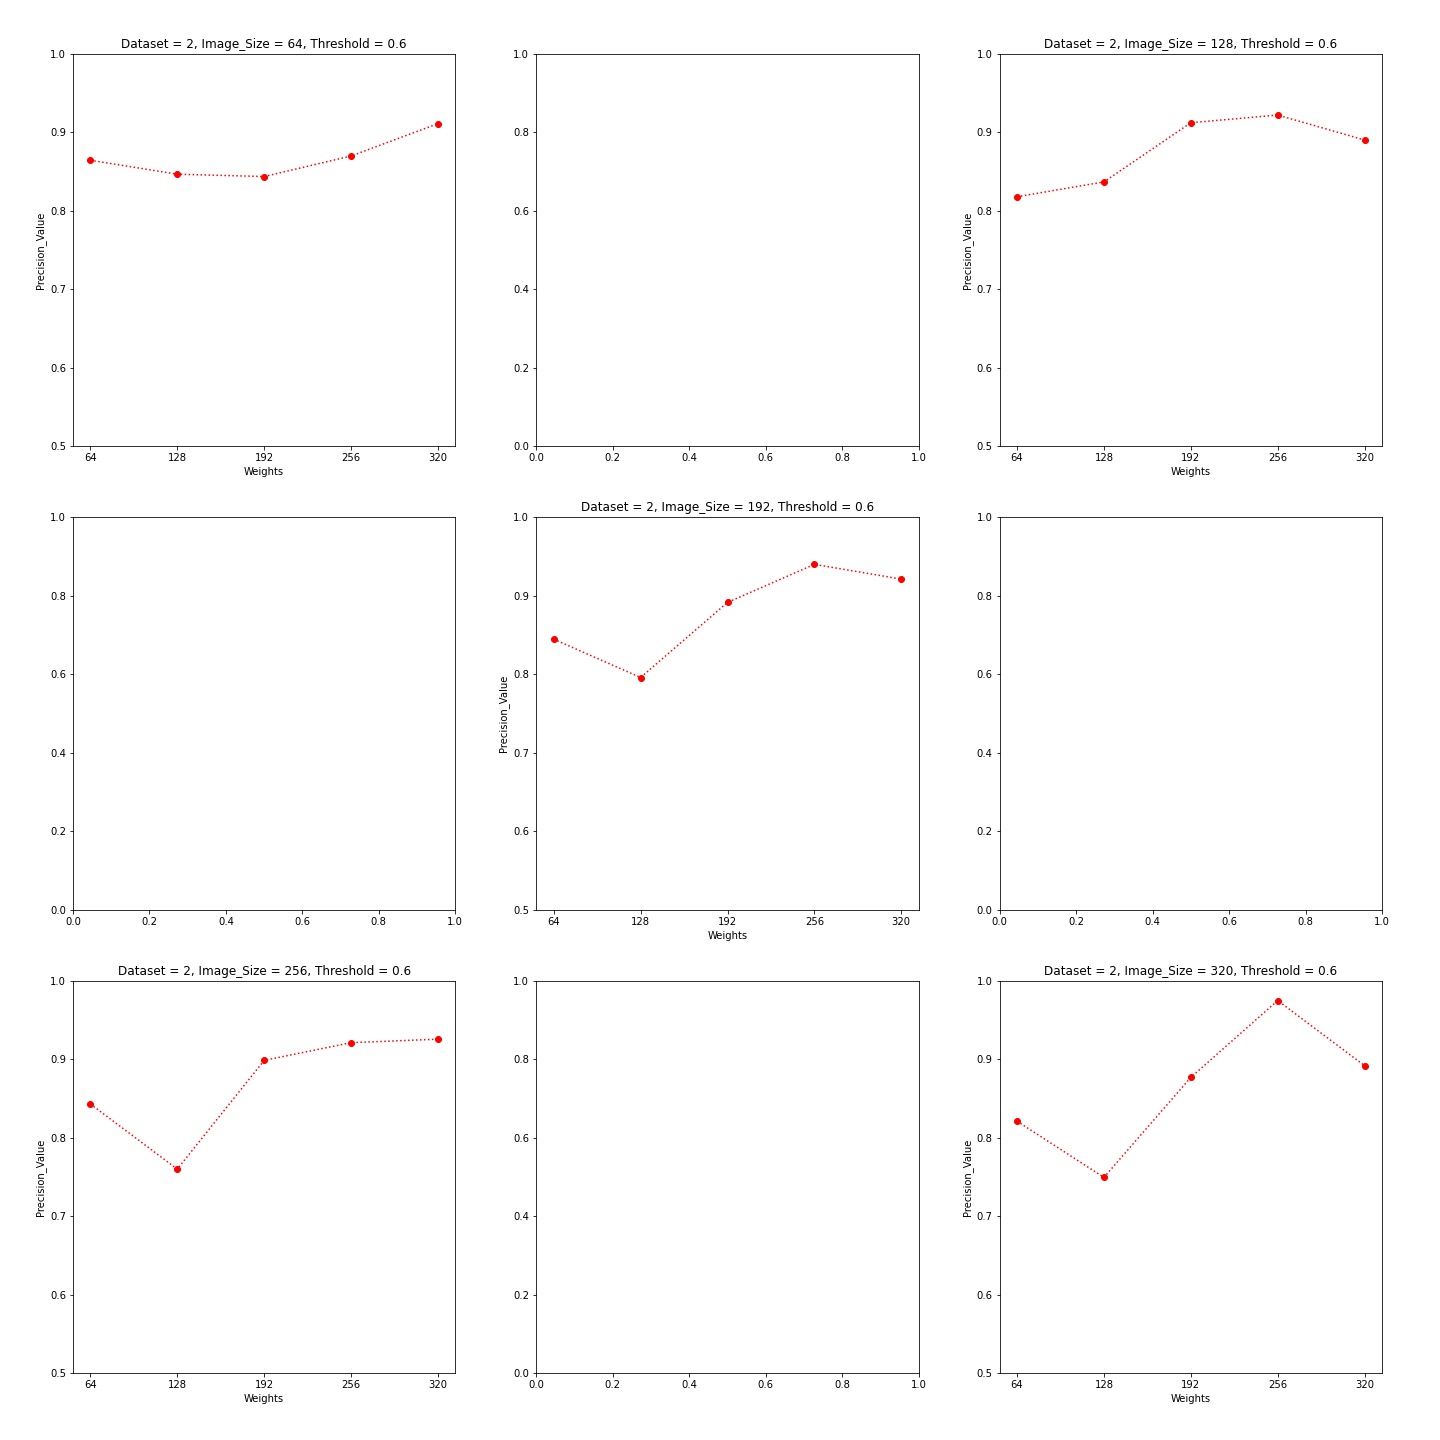 Dataset = 2, Image_Size = 64, Threshold = 0.6
1.0
0.9
0.8
0.7
0.6
0.5
Precision_Value
64 128 192 256 320
Weights
1.0
0.8
0.6
0.4
0.2
0.0
0.0 0.2 0.4 0.6 0.8 1.0
Dataset = 2, Image_Size = 128, Threshold = 0.6
1.0
0.9
0.8
0.7
0.6
0.5
Precision_Value
64 128 192 256 320
Weights
1.0
0.8
0.6
0.4
0.2
0.0
0.0 0.2 0.4 0.6 0.8 1.0
Dataset = 2, Image_Size = 192, Threshold = 0.6
1.0
0.9
0.8
0.7
0.6
0.5
Precision_Value
64 128 192 256 320
Weights
1.0
0.8
0.6
0.4
0.2
0.0
0.0 0.2 0.4 0.6 0.8 1.0
Dataset = 2, Image_Size = 256, Threshold = 0.6
1.0
0.9
0.8
0.7
0.6
0.5
Precision_Value
64 128 192 256 320
Weights
1.0
0.8
0.6
0.4
0.2
0.0
0.0 0.2 0.4 0.6 0.8 1.0
Dataset = 2, Image_Size = 320, Threshold = 0.6
1.0
0.9
0.8
0.7
0.6
0.5
Precision_Value
64 128 192 256 320
Weights